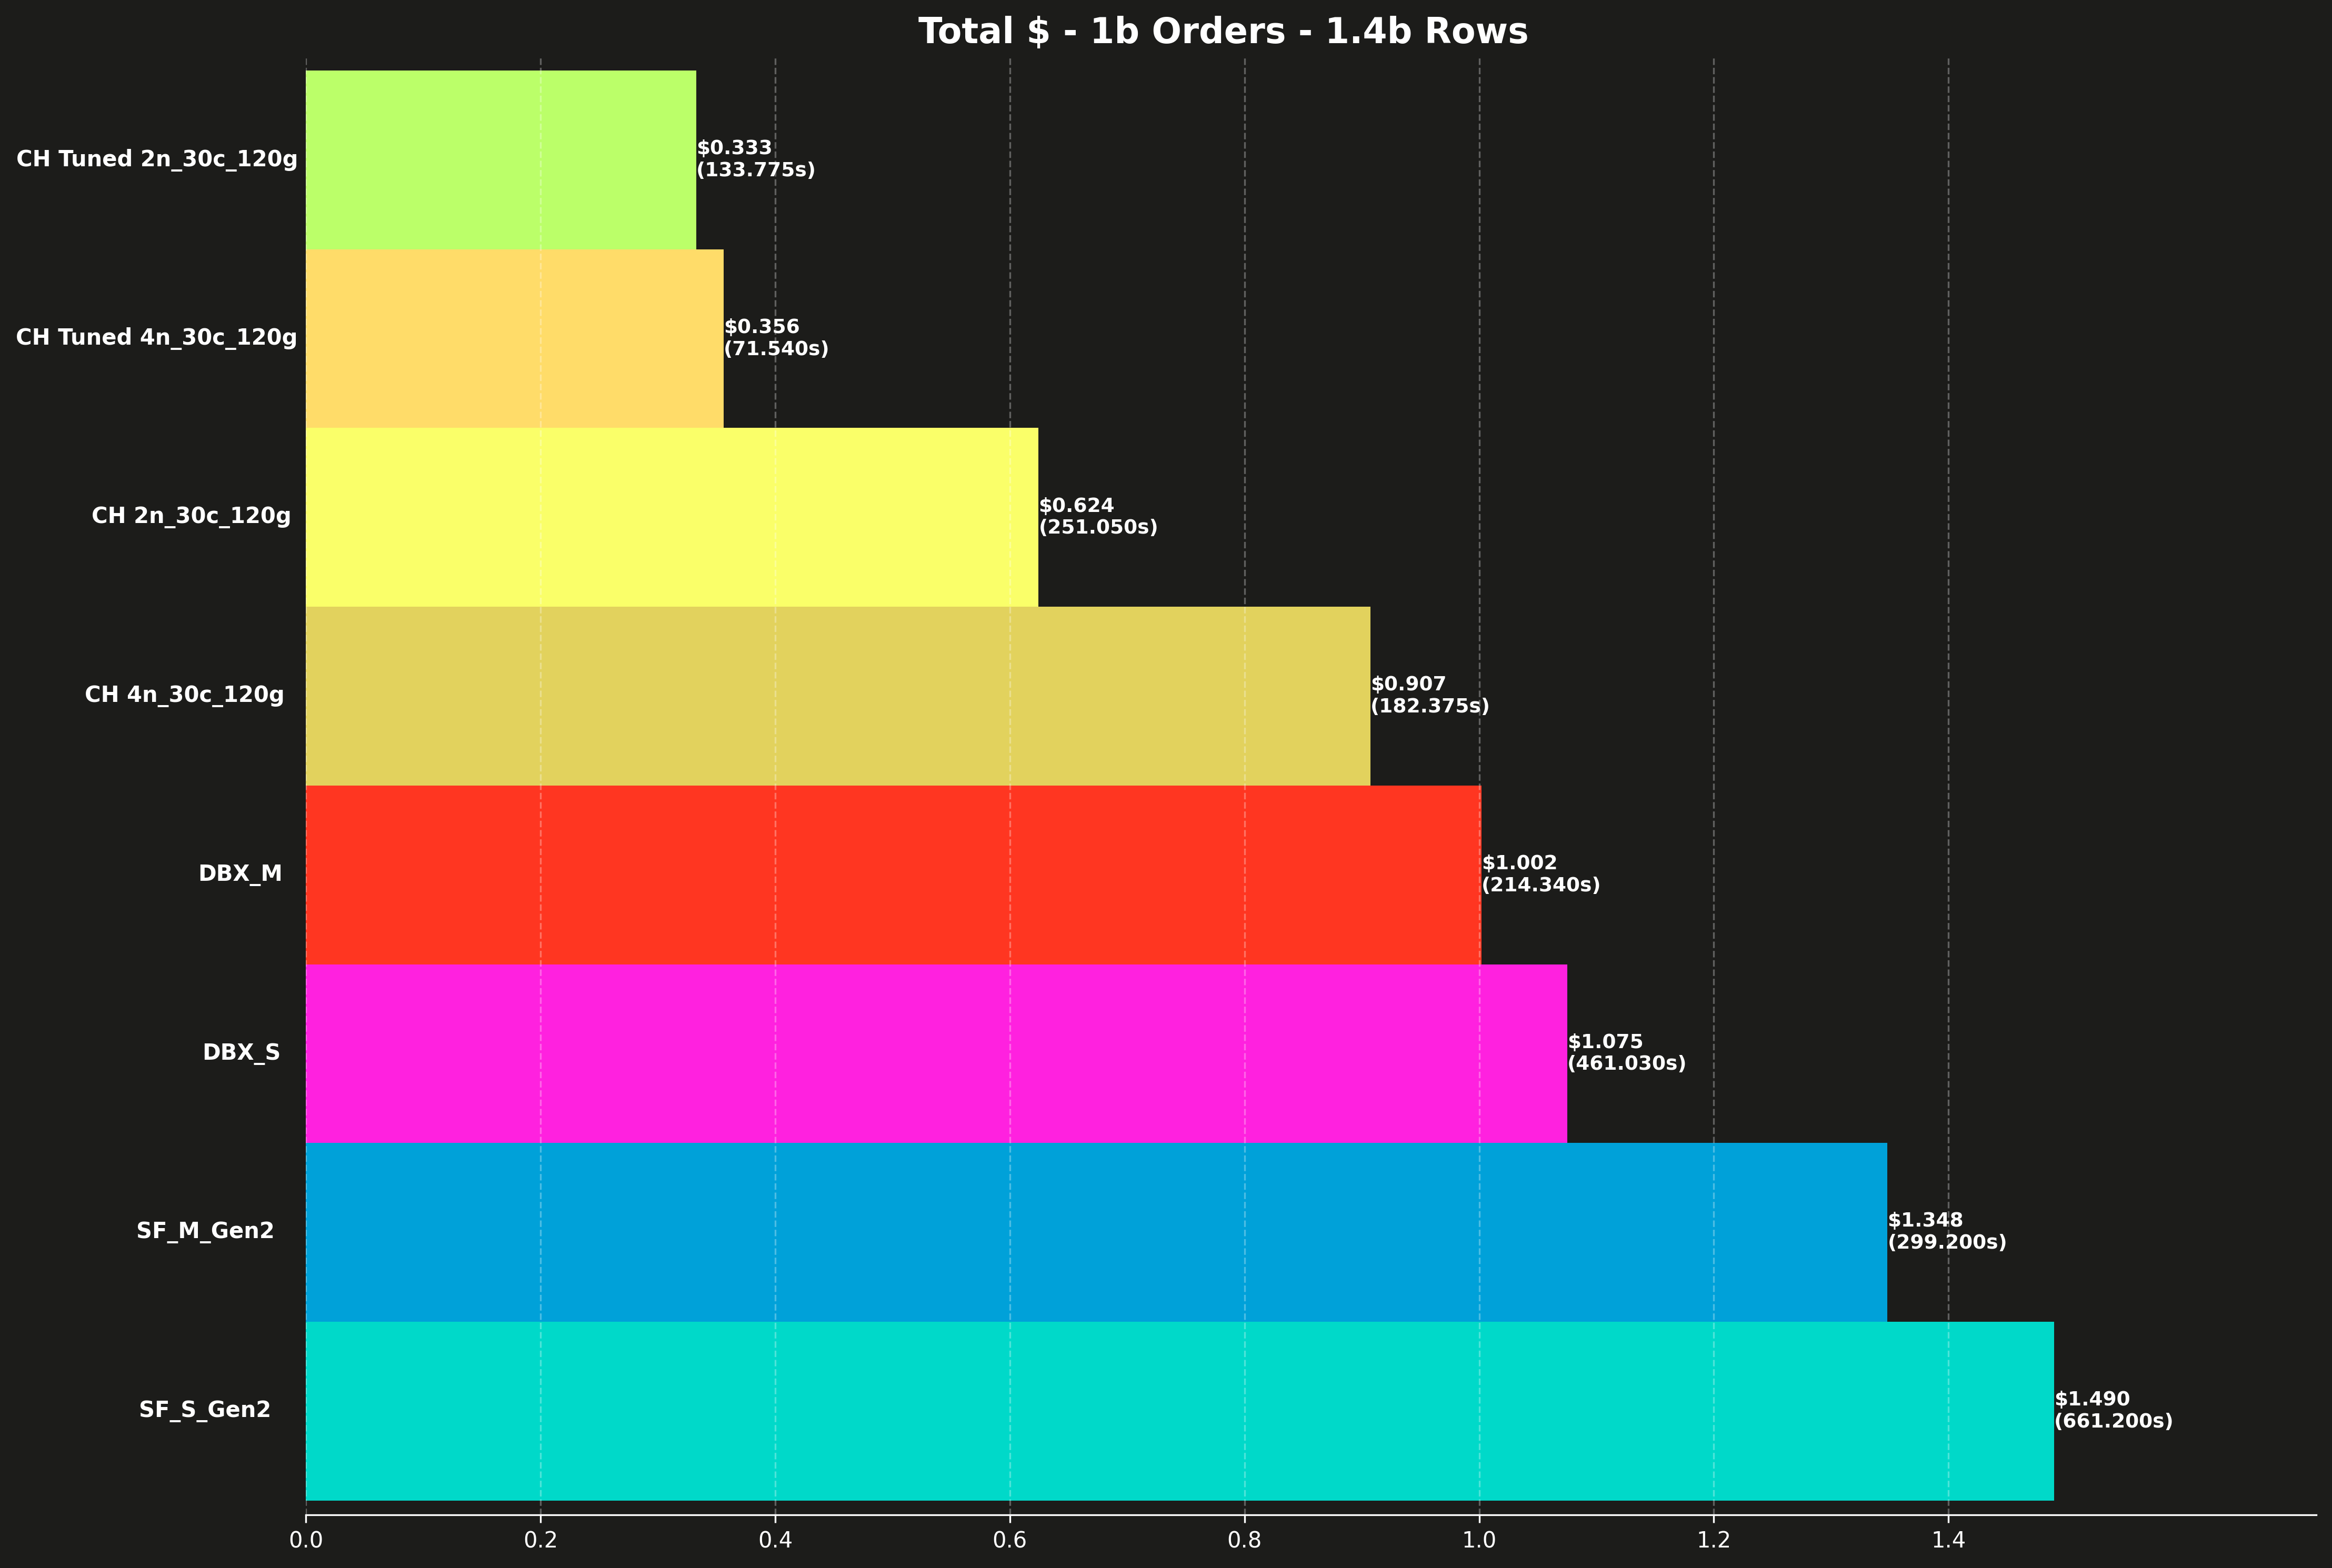 Total $ - 1b Orders - 1.4b Rows
CH Tuned 2n_30c_120g
$0.333
(133.775s)
CH Tuned 4n_30c_120g
$0.356
(71.540s)
CH 2n_30c_120g
$0.624
(251.050s)
CH 4n_30c_120g
$0.907
(182.375s)
DBX_M
$1.002
(214.340s)
DBX_S
$1.075
(461.030s)
SF_M_Gen2
$1.348
(299.200s)
SF_S_Gen2
$1.490
(661.200s)
0.0 0.2 0.4 0.6 0.8 1.0 1.2 1.4